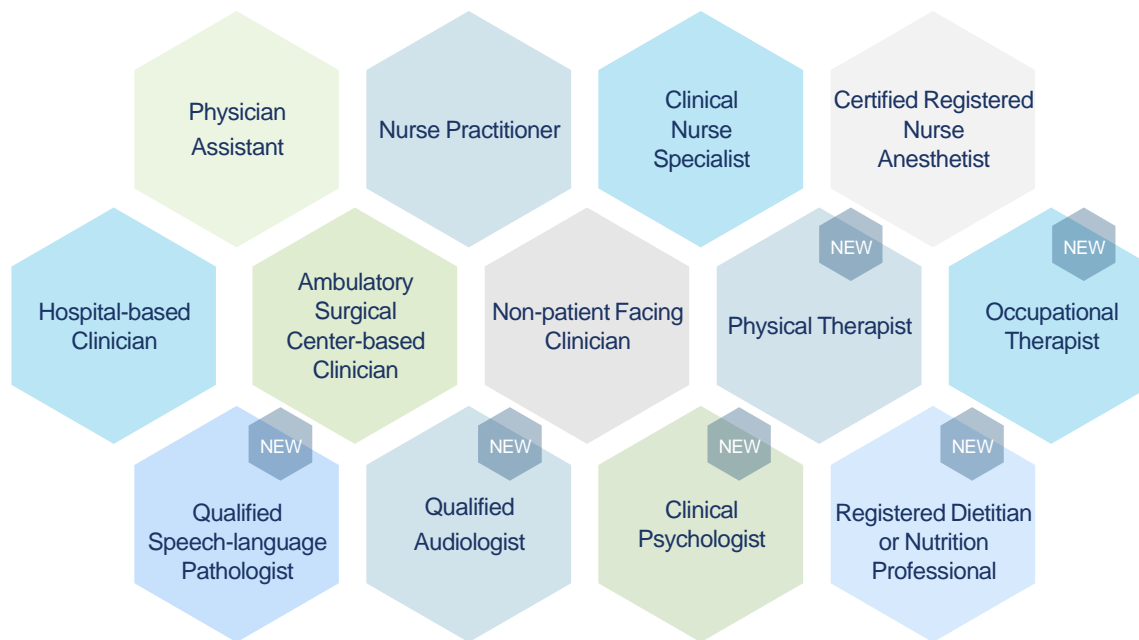 Physician
Assistant
Nurse Practitioner
Clinical
Nurse
Specialist
Certified Registered
Nurse
Anesthetist
Hospital-based
Clinician
Ambulatory
Surgical
Center-based
Clinician
Non-patient Facing
Clinician
NEW
Physical Therapist
NEW
Occupational
Therapist
NEW
Qualified
Speech-language
Pathologist
NEW
Qualified
Audiologist
NEW
Clinical
Psychologist
NEW
Registered Dietitian
or Nutrition
Professional